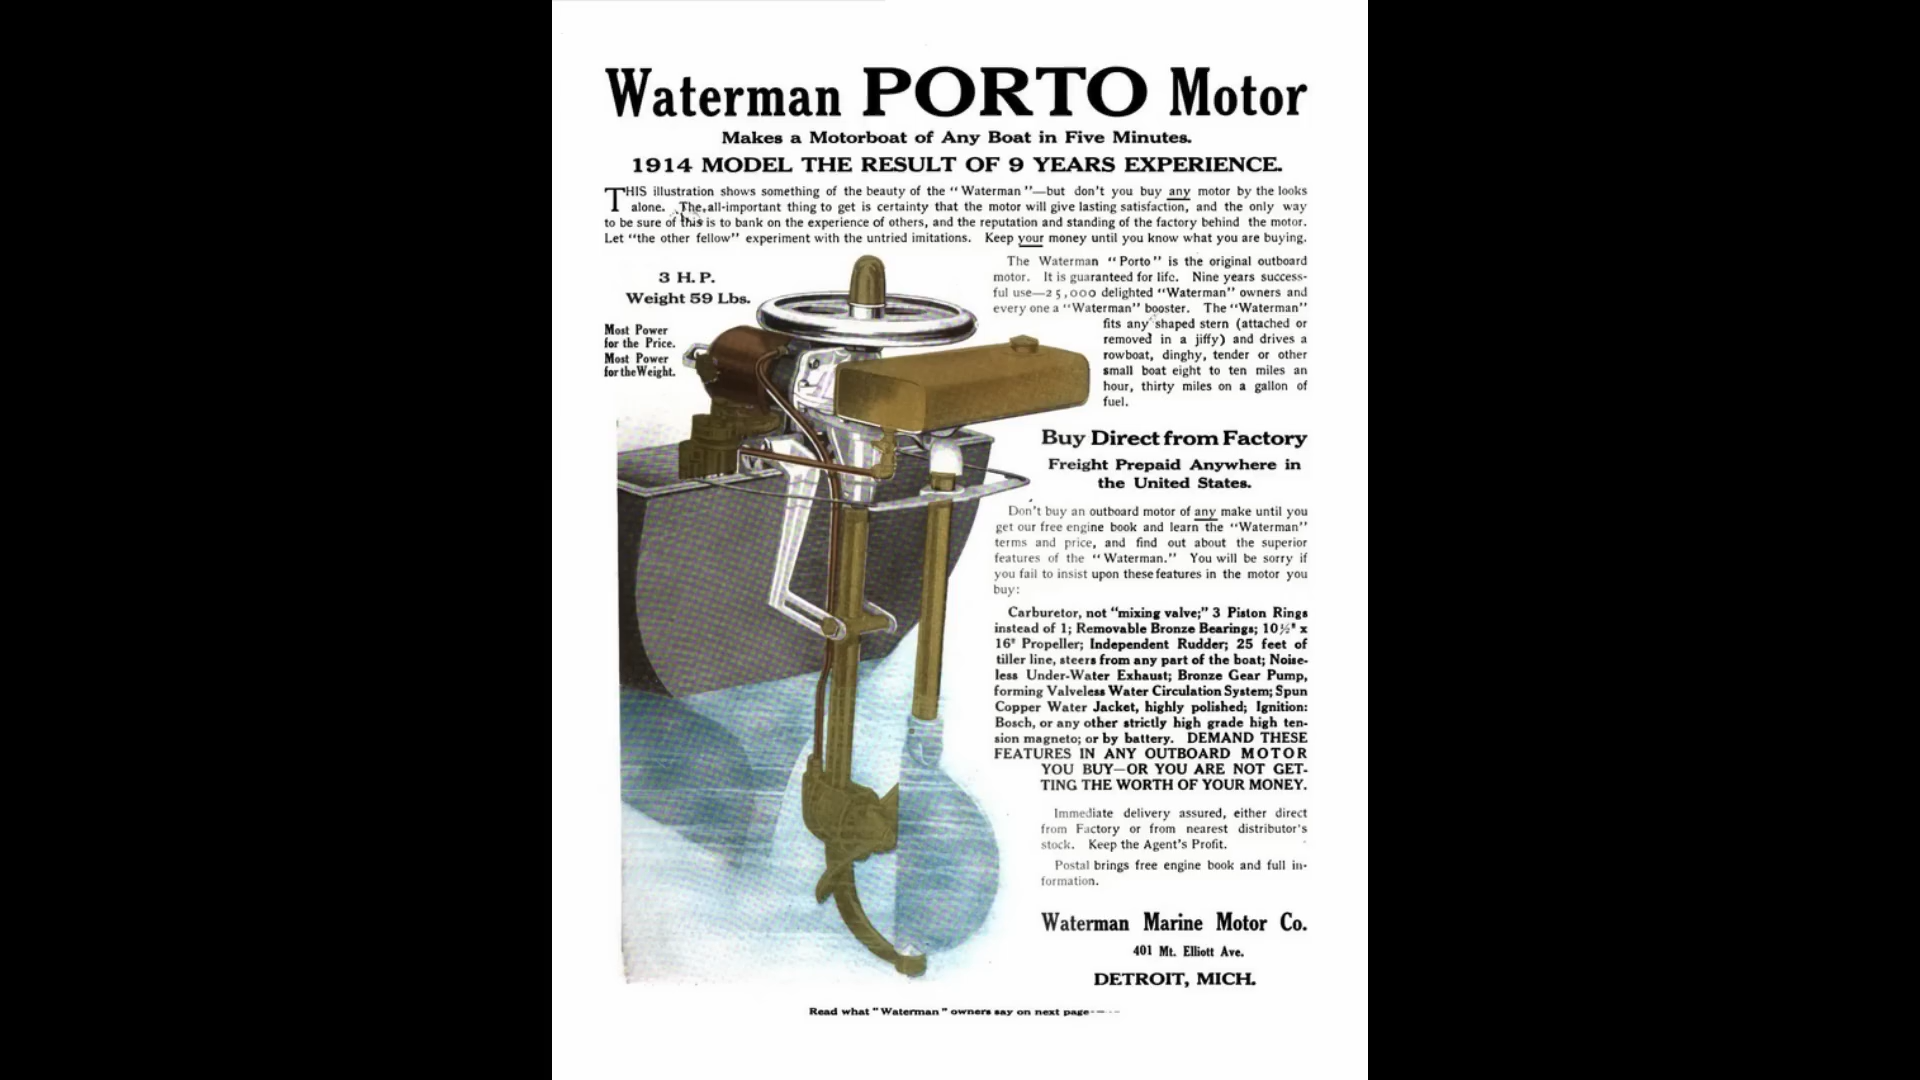 Waterman PORTO Motor
Makes a Motorboat of Any Boat in Five Minutes.
1914 MODEL THE RESULT OF 9 YEARS EXPERIENCE.
THIS illustration shows something of the beauty of the "Waterman"—but don't you buy any motor by the looks
alone. The all-important thing to get is certainty that the motor will give lasting satisfaction, and the only way
to be sure of this is to bank on the experience of others, and the reputation and standing of the factory behind the motor.
Let "the other fellow" experiment with the untried imitations. Keep your money until you know what you are buying.
3 H. P.
Weight 59 Lbs.
Most Power
for the Price.
Most Power
for the Weight.
The Waterman "Porto" is the original outboard
motor. It is guaranteed for life. Nine years success-
ful use—25,000 delighted "Waterman" owners and
every one a "Waterman" booster. The "Waterman"
fits any shaped stern (attached or
removed in a jiffy) and drives a
rowboat, dinghy, tender or other
small boat eight to ten miles an
hour, thirty miles on a gallon of
fuel.
Buy Direct from Factory
Freight Prepaid Anywhere in
the United States.
Don't buy an outboard motor of any make until you
get our free engine book and learn the "Waterman"
terms and price, and find out about the superior
features of the "Waterman." You will be sorry if
you fail to insist upon these features in the motor you
buy:
Carburetor, not "mixing valve;" 3 Piston Rings
instead of 1; Removable Bronze Bearings; 10½" x
16" Propeller; Independent Rudder; 25 feet of
tiller line, steers from any part of the boat; Noise-
less Under-Water Exhaust; Bronze Gear Pump,
forming Valveless Water Circulation System; Spun
Copper Water Jacket, highly polished; Ignition:
Bosch, or any other strictly high grade high ten-
sion magneto; or by battery. DEMAND THESE
FEATURES IN ANY OUTBOARD MOTOR
YOU BUY—OR YOU ARE NOT GET-
TING THE WORTH OF YOUR MONEY.
Immediate delivery assured, either direct
from Factory or from nearest distributor's
stock. Keep the Agent's Profit.
Postal brings free engine book and full in-
formation.
Waterman Marine Motor Co.
401 Mt. Elliott Ave.
DETROIT, MICH.
Read what "Waterman" owners say on next page